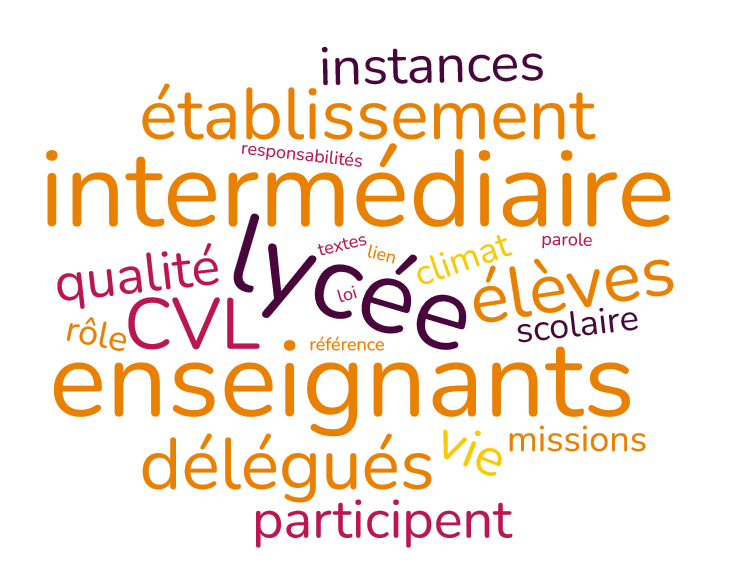 instances
établissement
responsabilités
intermédiaire
lycée
textes
lien
climat
parole
qualité
loi
élèves
rôle
CVL
scolaire
référence
enseignants
vie
missions
délégués
participent